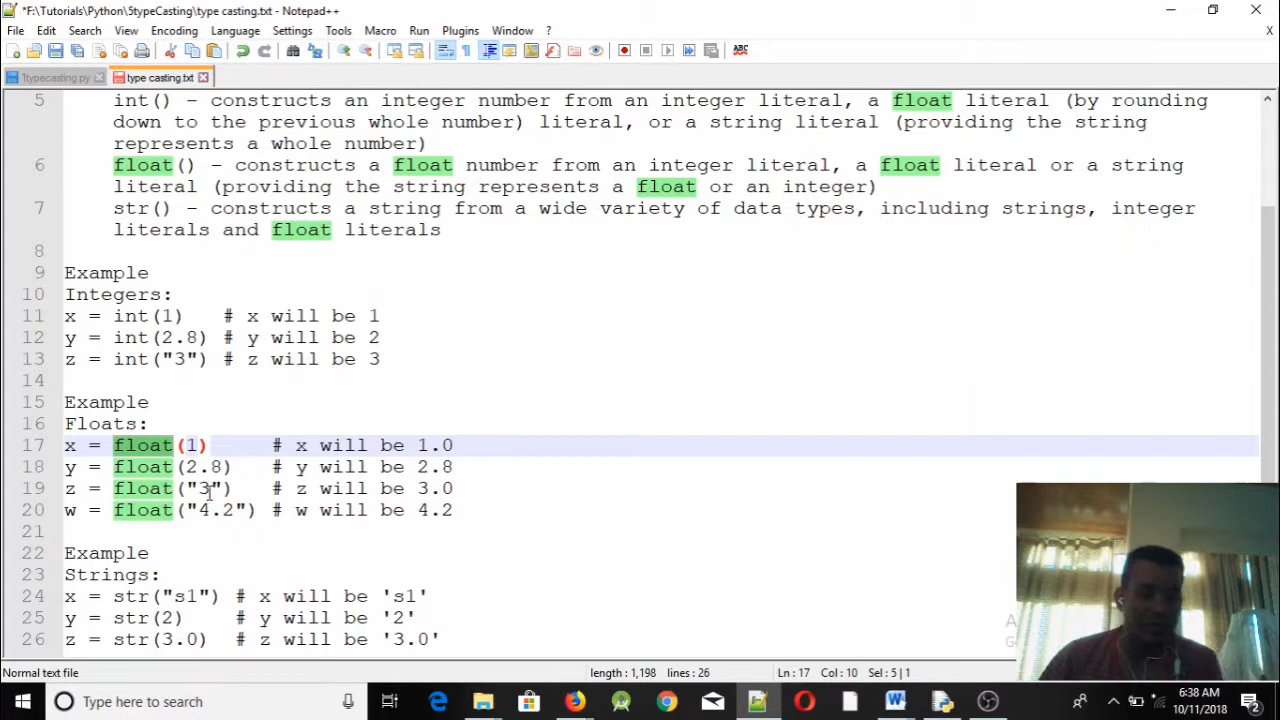 *F:\Tutorials\Python\5typeCasting\type casting.txt - Notepad++
File Edit Search View Encoding Language Settings Tools Macro Run Plugins Window ? X
ABC
1typecasting.py type casting.txt
5 int() - constructs an integer number from an integer literal, a float literal (by rounding
down to the previous whole number) literal, or a string literal (providing the string
represents a whole number)
6 float() - constructs a float number from an integer literal, a float literal or a string
literal (providing the string represents a float or an integer)
7 str() - constructs a string from a wide variety of data types, including strings, integer
literals and float literals
8
9 Example
10 Integers:
11 x = int(1) # x will be 1
12 y = int(2.8) # y will be 2
13 z = int("3") # z will be 3
14
15 Example
16 Floats:
17 x = float(1) # x will be 1.0
18 y = float(2.8) # y will be 2.8
19 z = float("3") # z will be 3.0
20 w = float("4.2") # w will be 4.2
21
22 Example
23 Strings:
24 x = str("s1") # x will be 's1'
25 y = str(2) # y will be '2'
26 z = str(3.0) # z will be '3.0'
Normal text file length : 1,198 lines : 26 Ln : 17 Col : 10 Sel : 5 | 1
Type here to search
6:38 AM
10/11/2018
2